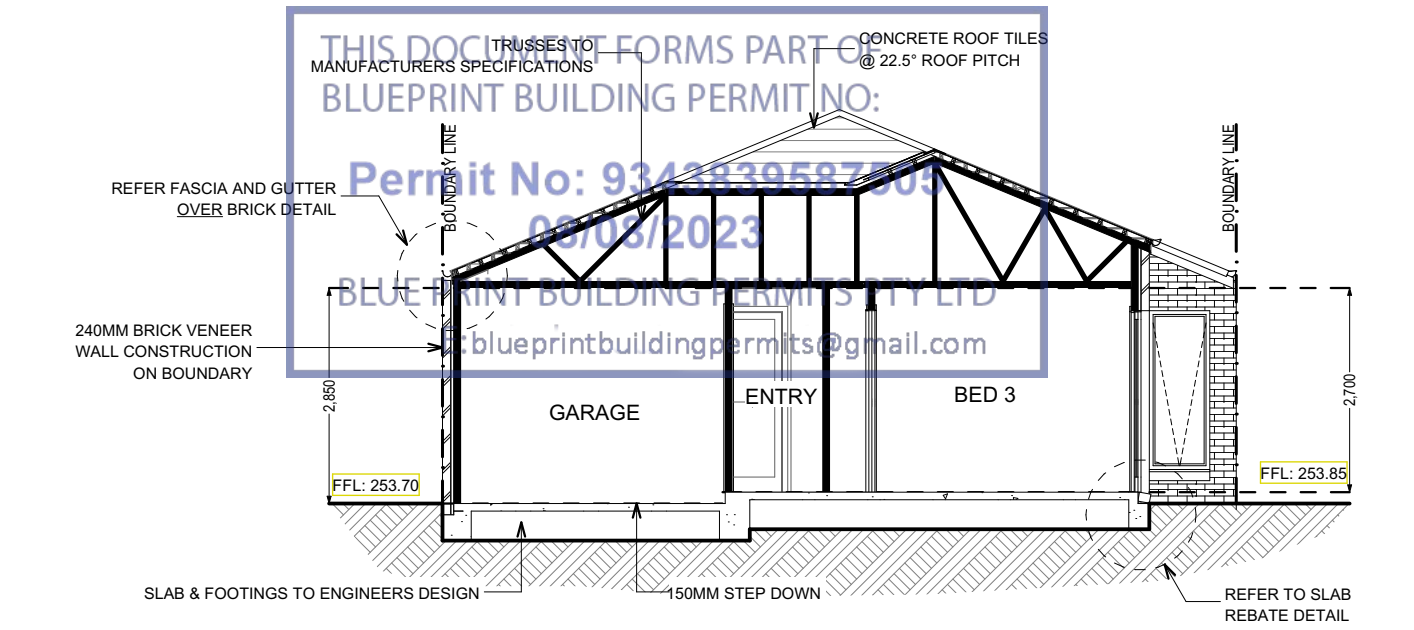 THIS DOCUMENT FORMS PART OF
BLUEPRINT BUILDING PERMIT NO:
Permit No: 9343839587505
08/03/2023
BLUE PRINT BUILDING PERMITS PTY LTD
E:blueprintbuildingpermits@gmail.com
TRUSSES TO
MANUFACTURERS SPECIFICATIONS
CONCRETE ROOF TILES
@ 22.5° ROOF PITCH
BOUNDARY LINE
BOUNDARY LINE
REFER FASCIA AND GUTTER
OVER BRICK DETAIL
240MM BRICK VENEER
WALL CONSTRUCTION
ON BOUNDARY
2,850
GARAGE
ENTRY
BED 3
2,700
FFL: 253.70
FFL: 253.85
SLAB & FOOTINGS TO ENGINEERS DESIGN
150MM STEP DOWN
REFER TO SLAB
REBATE DETAIL